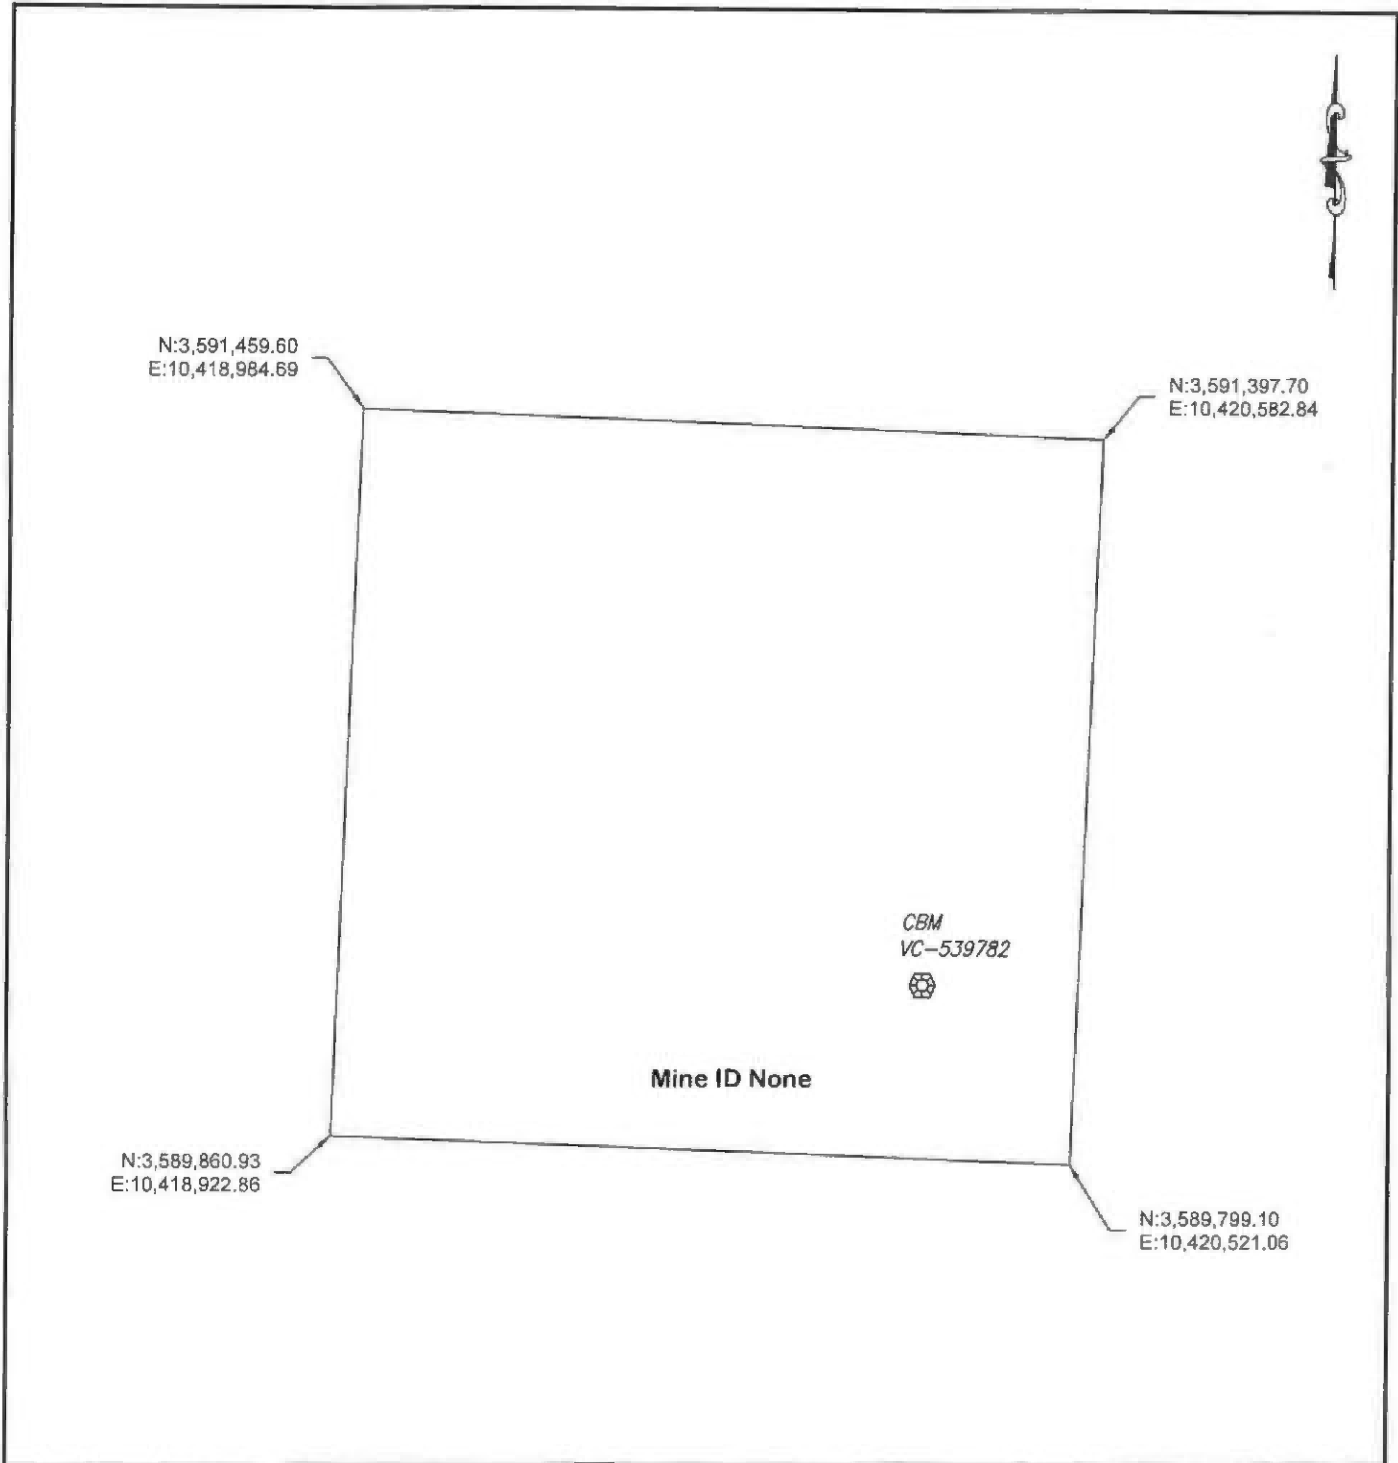 N:3,591,459.60
E:10,418,984.69
N:3,591,397.70
E:10,420,582.84
CBM
VC-539782
Mine ID None
N:3,589,860.93
E:10,418,922.86
N:3,589,799.10
E:10,420,521.06